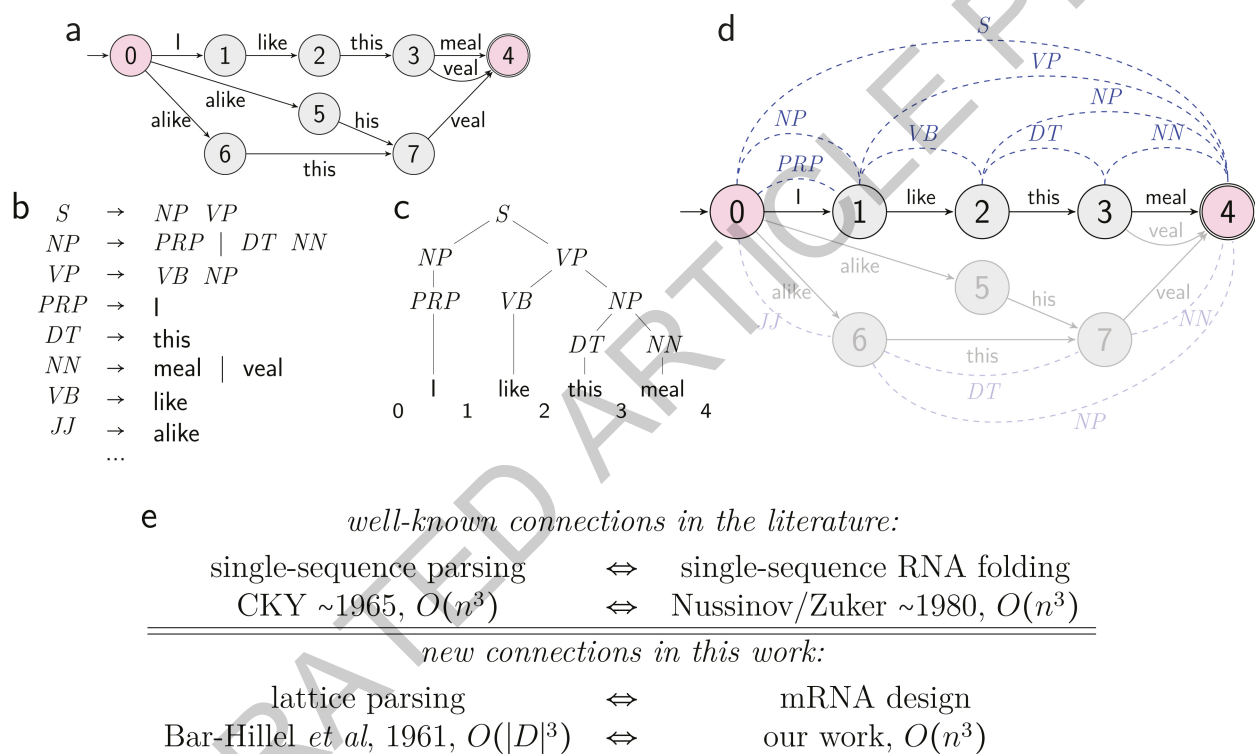 a
0 I 1 like 2 this 3 meal 4
veal
alike 5 his
alike veal
6 this 7
b
S → NP VP
NP → PRP | DT NN
VP → VB NP
PRP → I
DT → this
NN → meal | veal
VB → like
JJ → alike
...
c
S
NP VP
PRP VB NP
DT NN
I like this meal
0 1 2 3 4
d
S
VP
NP
NP VB DT NN
PRP
0 I 1 like 2 this 3 meal 4
veal
alike 5
alike his veal
JJ NN
6 this 7
DT
NP
e
well-known connections in the literature:
single-sequence parsing ⇔ single-sequence RNA folding
CKY ~1965, O(n³) ⇔ Nussinov/Zuker ~1980, O(n³)
new connections in this work:
lattice parsing ⇔ mRNA design
Bar-Hillel et al, 1961, O(|D|³) ⇔ our work, O(n³)
RATED ARTICLE PR